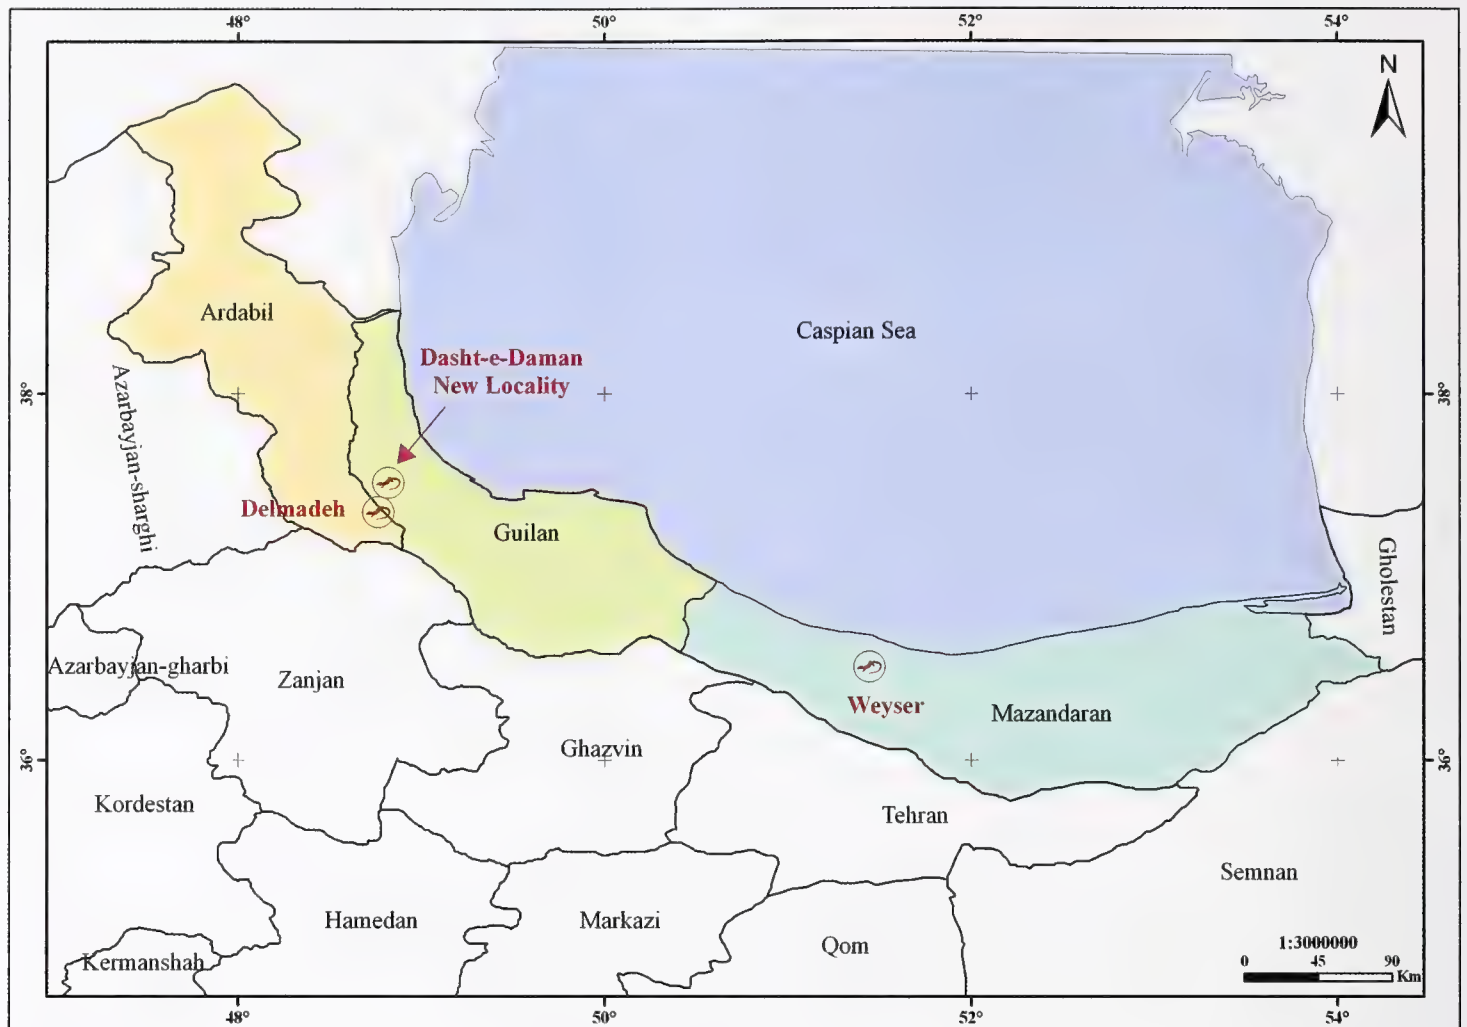 48°
50°
52°
54°
N
Ardabil
Caspian Sea
Dasht-e-Daman
New Locality
38°
38°
Azarbayjan-sharghi
Delmadeh
Guilan
Gholestan
Azarbayjan-gharbi
Zanjan
Weyser
Mazandaran
Ghazvin
36°
36°
Kordestan
Tehran
Semnan
Hamedan
Markazi
Qom
Kermanshah
1:3000000
0 45 90
Km
48°
50°
52°
54°